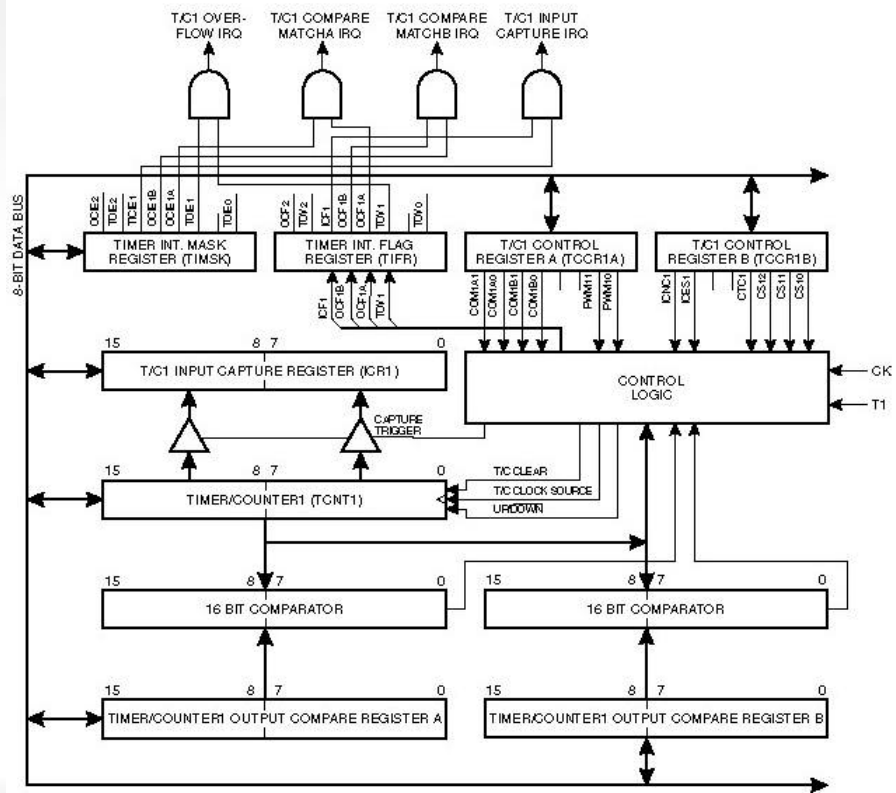 T/C1 OVER-
FLOW IRQ
T/C1 COMPARE
MATCHA IRQ
T/C1 COMPARE
MATCHB IRQ
T/C1 INPUT
CAPTURE IRQ
8-BIT DATA BUS
OCIE2
TOIE2
TICIE1
OCIE1B
OCIE1A
TOIE1
TOIE0
TIMER INT. MASK
REGISTER (TIMSK)
OCF2
TOV2
ICF1
OCF1B
OCF1A
TOV1
TOV0
TIMER INT. FLAG
REGISTER (TIFR)
T/C1 CONTROL
REGISTER A (TCCR1A)
T/C1 CONTROL
REGISTER B (TCCR1B)
ICF1
OCF1B
OCF1A
TOV1
COM1A1
COM1A0
COM1B1
COM1B0
PWM11
PWM10
ICNC1
ICES1
CTC1
CS12
CS11
CS10
15 8 7 0
T/C1 INPUT CAPTURE REGISTER (ICR1)
CONTROL
LOGIC
CK
T1
CAPTURE
TRIGGER
15 8 7 0
TIMER/COUNTER1 (TCNT1)
T/C CLEAR
T/C CLOCK SOURCE
UP/DOWN
15 8 7 0
16 BIT COMPARATOR
15 8 7 0
16 BIT COMPARATOR
15 8 7 0
TIMER/COUNTER1 OUTPUT COMPARE REGISTER A
15 8 7 0
TIMER/COUNTER1 OUTPUT COMPARE REGISTER B